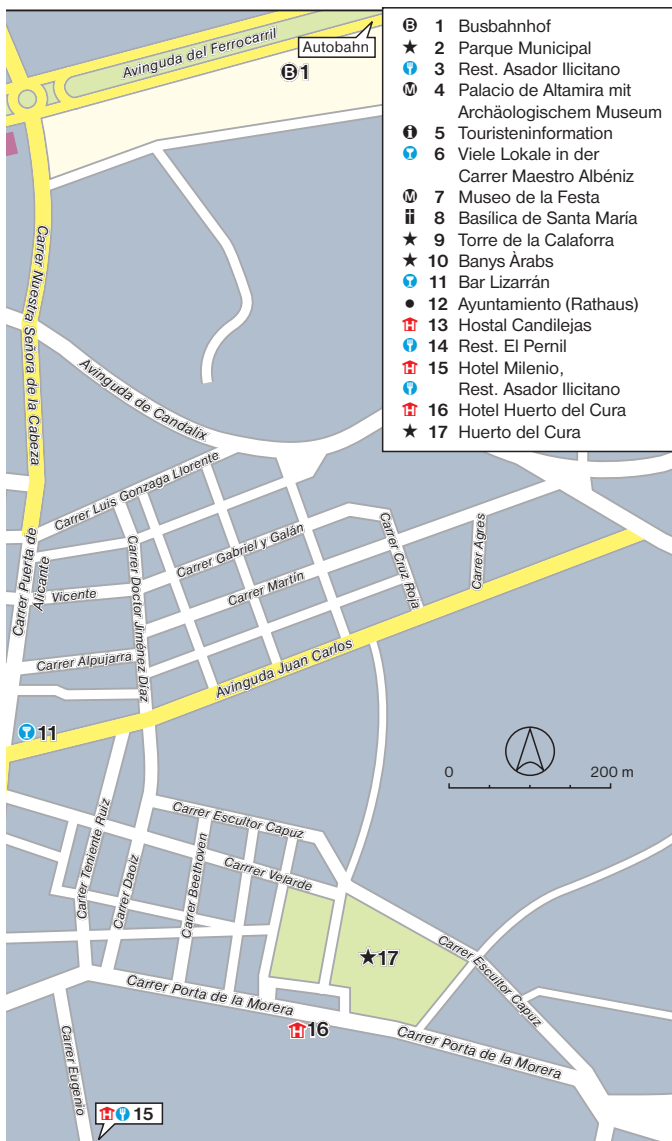 Autobahn
Avinguda del Ferrocarril
B 1
B 1 Busbahnhof
2 Parque Municipal
3 Rest. Asador Ilicitano
M 4 Palacio de Altamira mit
Archäologischem Museum
i 5 Touristeninformation
6 Viele Lokale in der
Carrer Maestro Albéniz
M 7 Museo de la Festa
8 Basílica de Santa María
9 Torre de la Calaforra
10 Banys Àrabs
11 Bar Lizarrán
12 Ayuntamiento (Rathaus)
H 13 Hostal Candilejas
14 Rest. El Pernil
H 15 Hotel Milenio,
Rest. Asador Ilicitano
H 16 Hotel Huerto del Cura
17 Huerto del Cura
Carrer Nuestra Señora de la Cabeza
Avinguda de Candalix
Carrer Luis Gonzaga Llorente
Carrer Puerta de
Alicante
Carrer Gabriel y Galán
Carrer Cruz Roja
Carrer Agres
Vicente
Carrer Martín
Carrer Doctor Jiménez Díaz
Carrer Alpujarra
Avinguda Juan Carlos
11
0 200 m
Carrer Escultor Capuz
Carrer Teniente Ruiz
Carrer Daoiz
Carrer Beethoven
Carrrer Velarde
17
Carrer Escultor Capuz
Carrer Porta de la Morera
H 16
Carrer Porta de la Morera
Carrer Eugenio
H 15